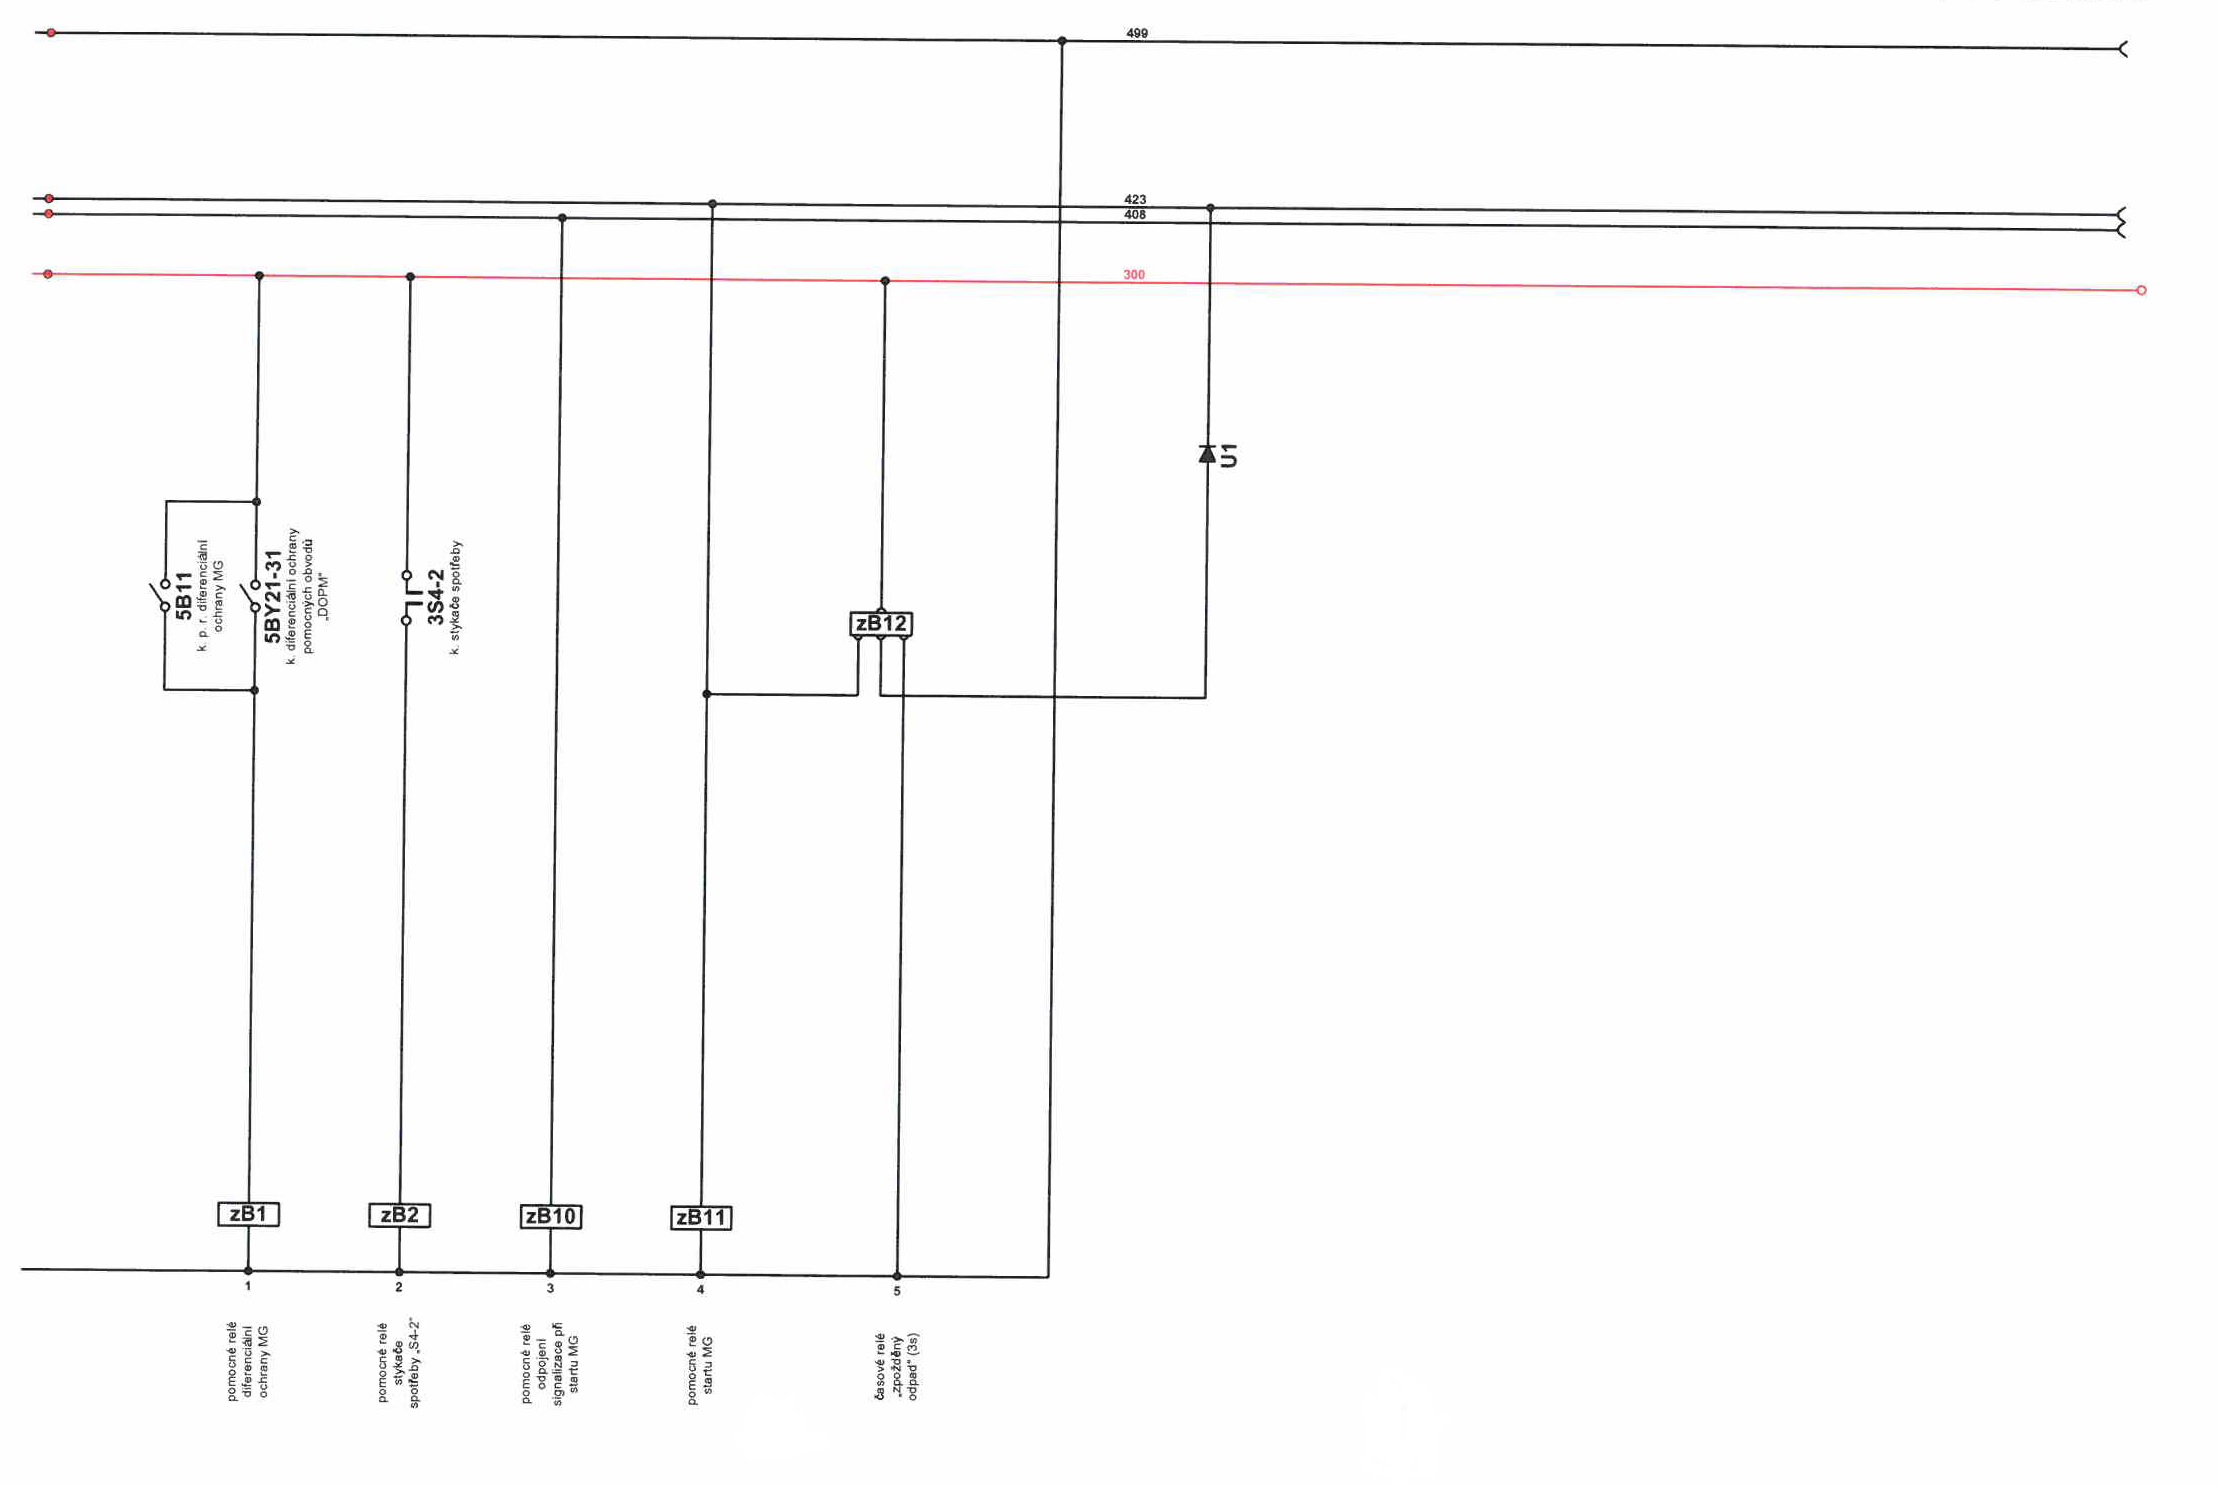 499
423
408
300
5B11
k. p. r. diferenciální
ochrany MG
5BY21-31
k. diferenciální ochrany
pomocných obvodů
„DOPM"
3S4-2
k. stykače spotřeby
zB12
U1
zB1
zB2
zB10
zB11
1
2
3
4
5
pomocné relé
diferenciální
ochrany MG
pomocné relé
stykače
spotřeby „S4-2"
pomocné relé
odpojení
signalizace při
startu MG
pomocné relé
startu MG
časové relé
„zpožděný
odpad" (3s)